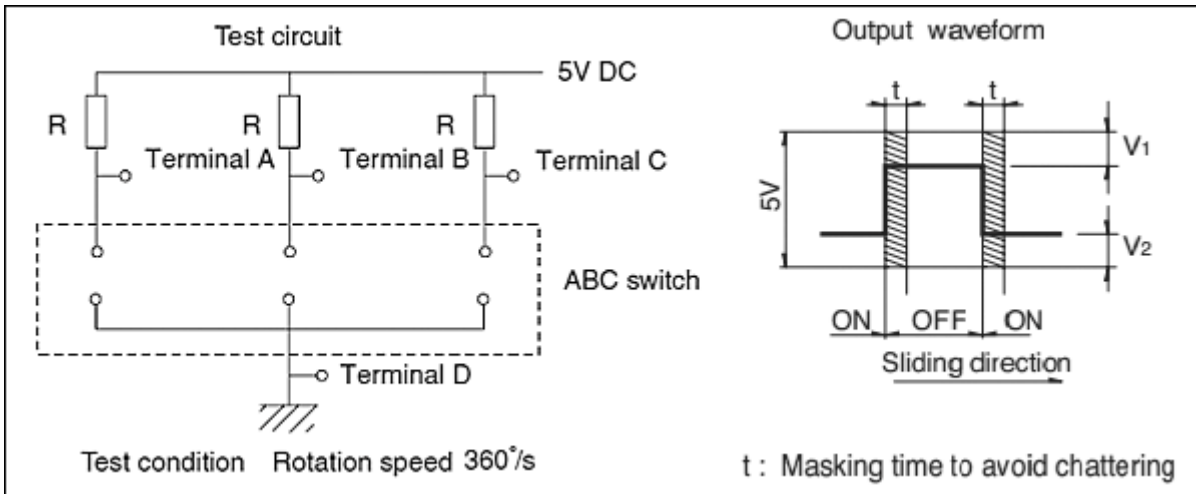 Test circuit
5V DC
R
R
R
Terminal A
Terminal B
Terminal C
ABC switch
Terminal D
Test condition Rotation speed 360°/s
Output waveform
t
t
V1
5V
V2
ON
OFF
ON
Sliding direction
t : Masking time to avoid chattering